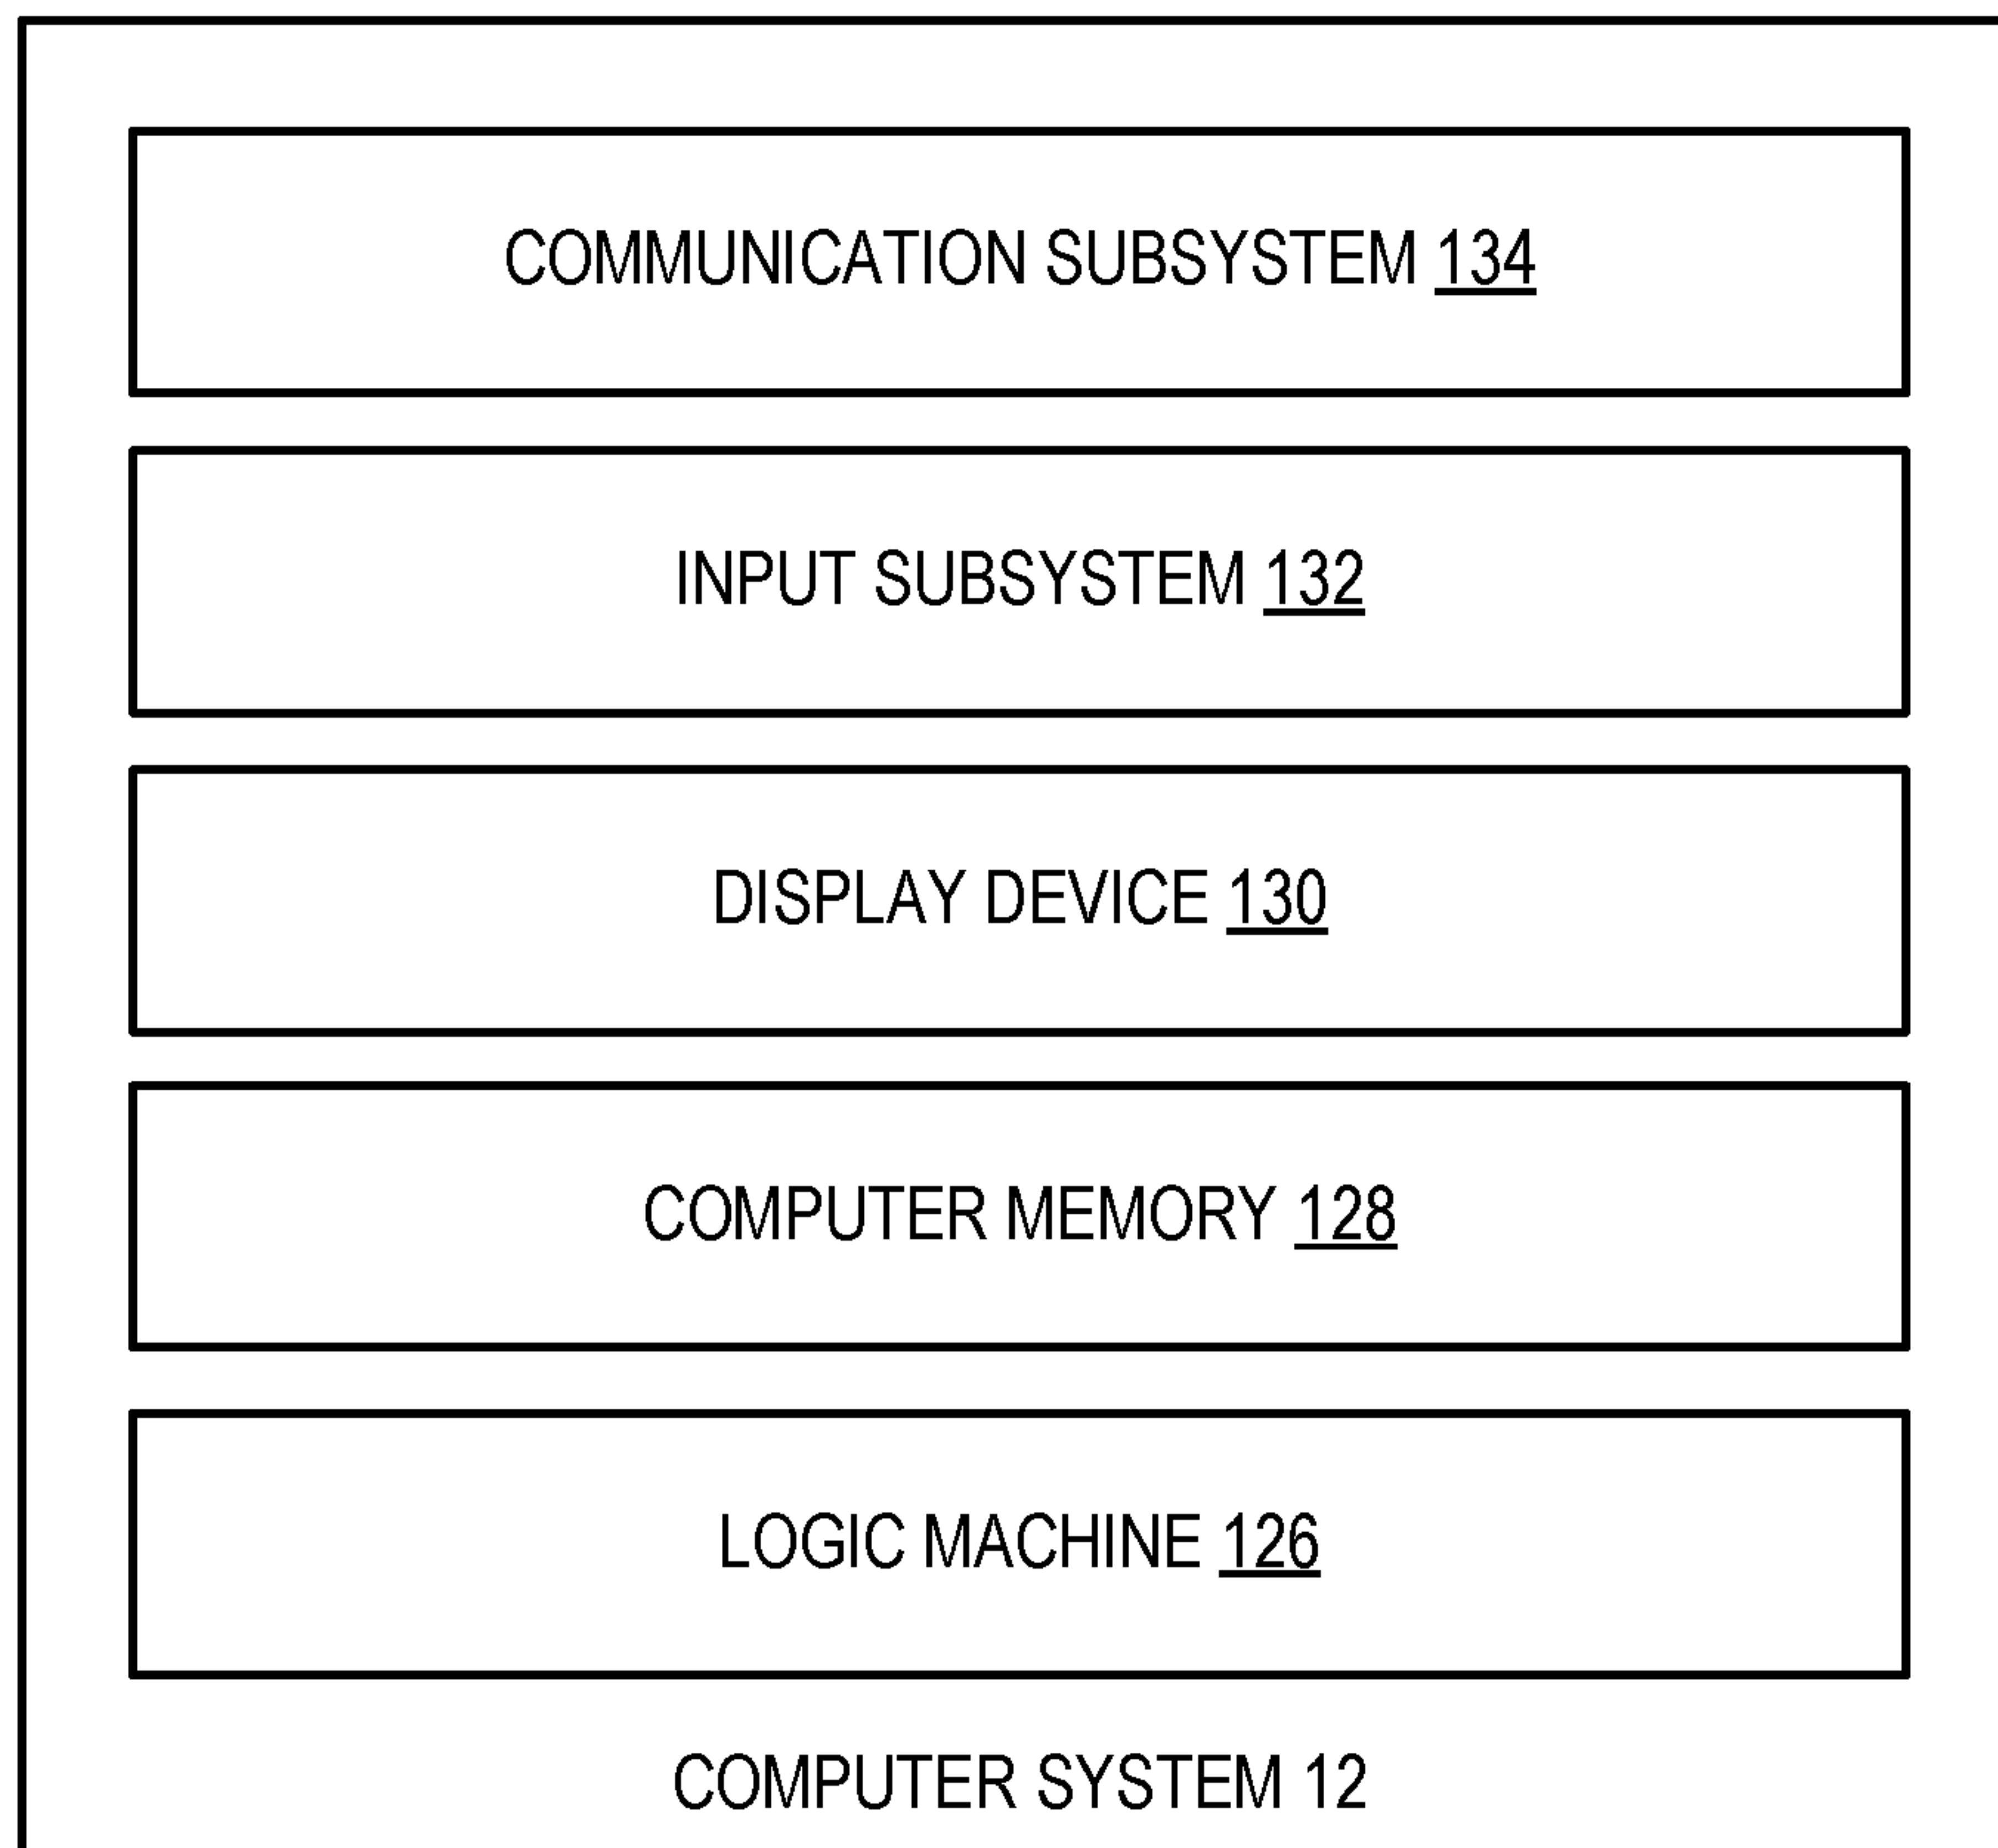 COMMUNICATION SUBSYSTEM 134
INPUT SUBSYSTEM 132
DISPLAY DEVICE 130
COMPUTER MEMORY 128
LOGIC MACHINE 126
COMPUTER SYSTEM 12